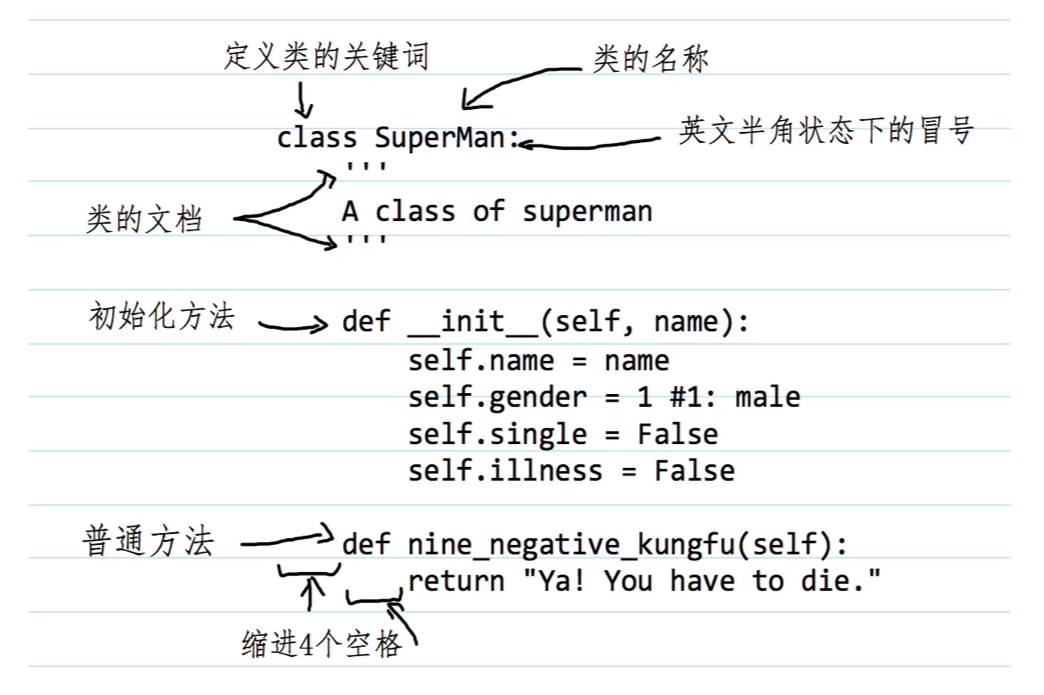 定义类的关键词
类的名称
class SuperMan:
英文半角状态下的冒号
'''
A class of superman
类的文档
'''
初始化方法
def __init__(self, name):
self.name = name
self.gender = 1 #1: male
self.single = False
self.illness = False
普通方法
def nine_negative_kungfu(self):
return "Ya! You have to die."
缩进4个空格